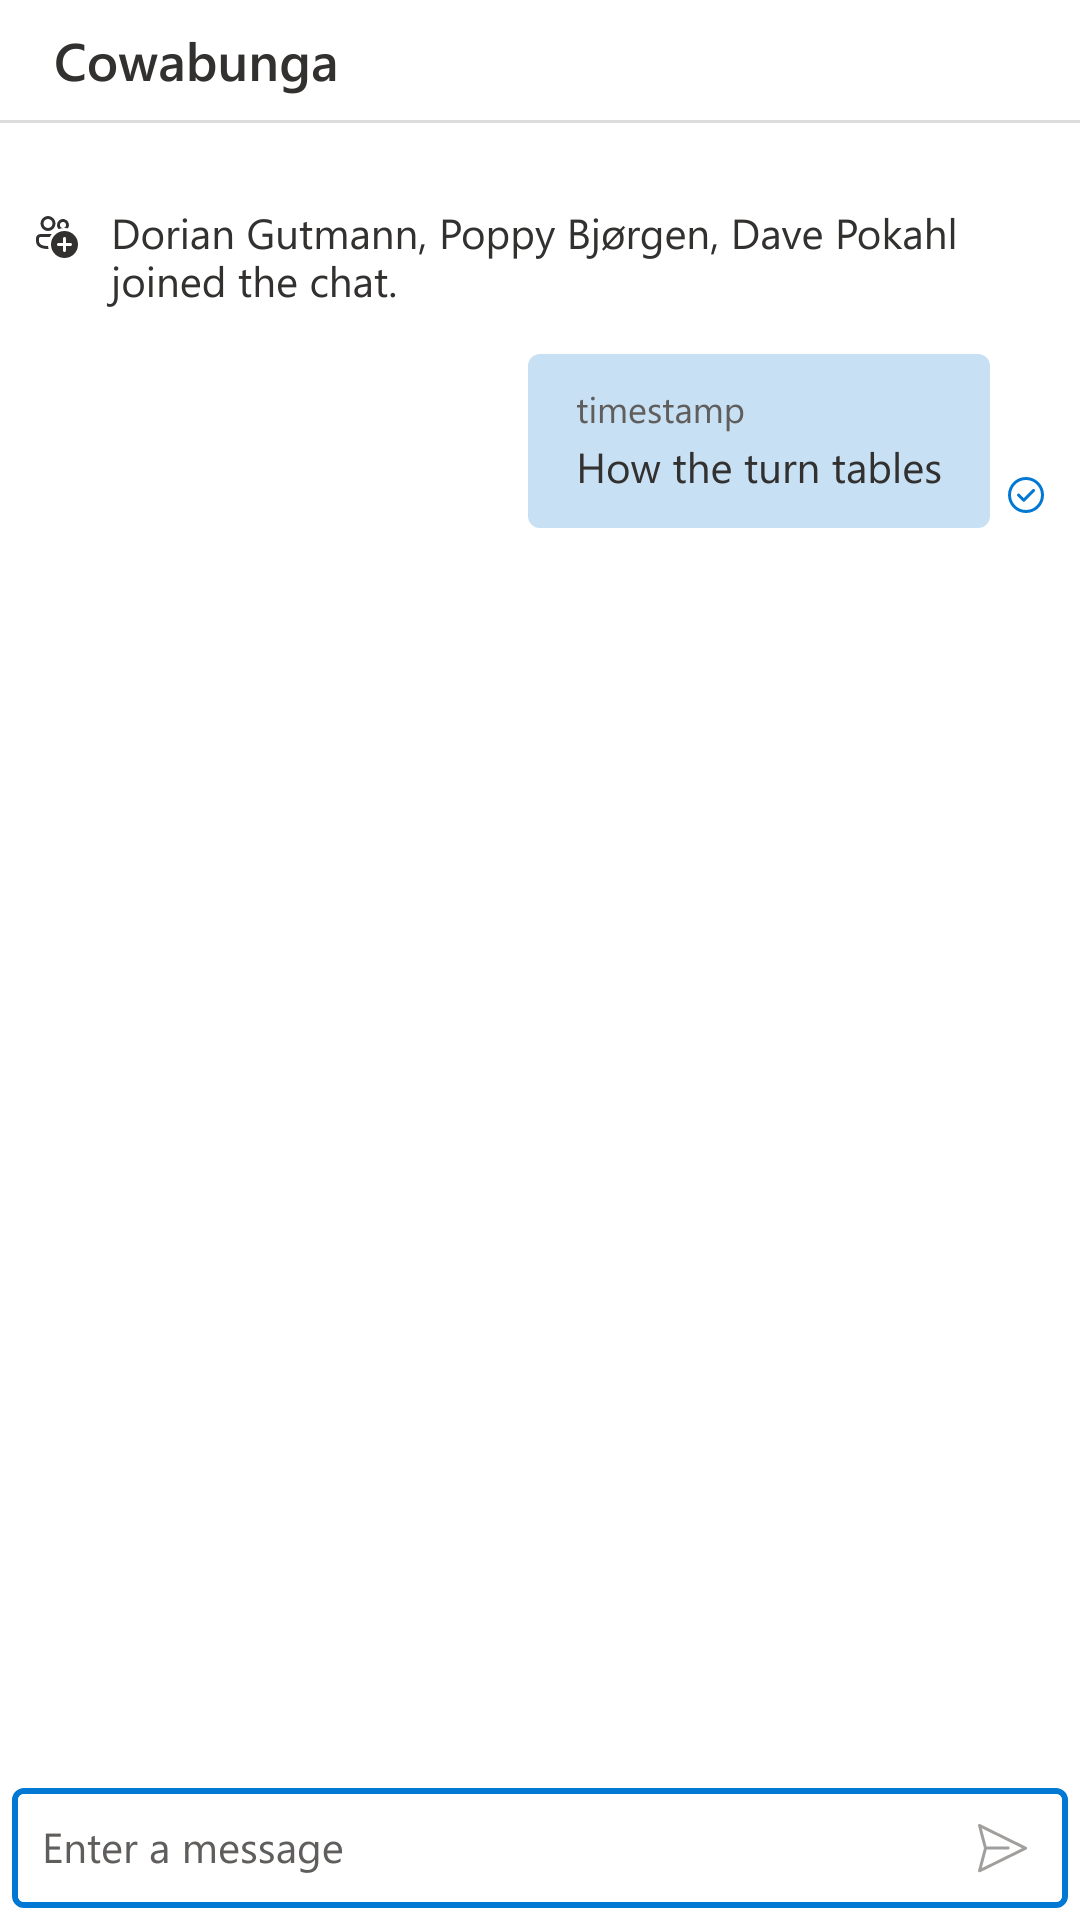 Cowabunga
Dorian Gutmann, Poppy Bjørgen, Dave Pokahl
joined the chat.
timestamp
How the turn tables
Enter a message